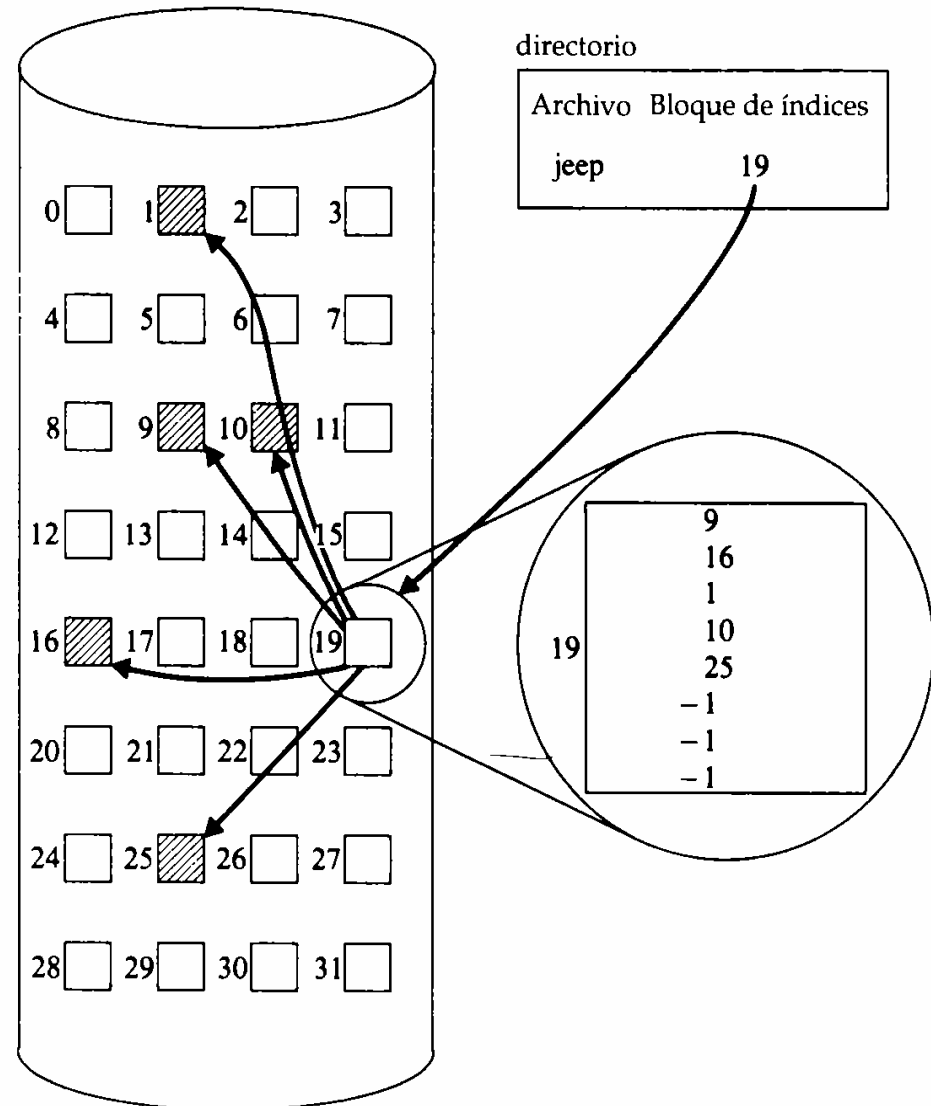 directorio
Archivo Bloque de índices
jeep 19
0 1 2 3
4 5 6 7
8 9 10 11
12 13 14 15
16 17 18 19
20 21 22 23
24 25 26 27
28 29 30 31
19
9
16
1
10
25
-1
-1
-1